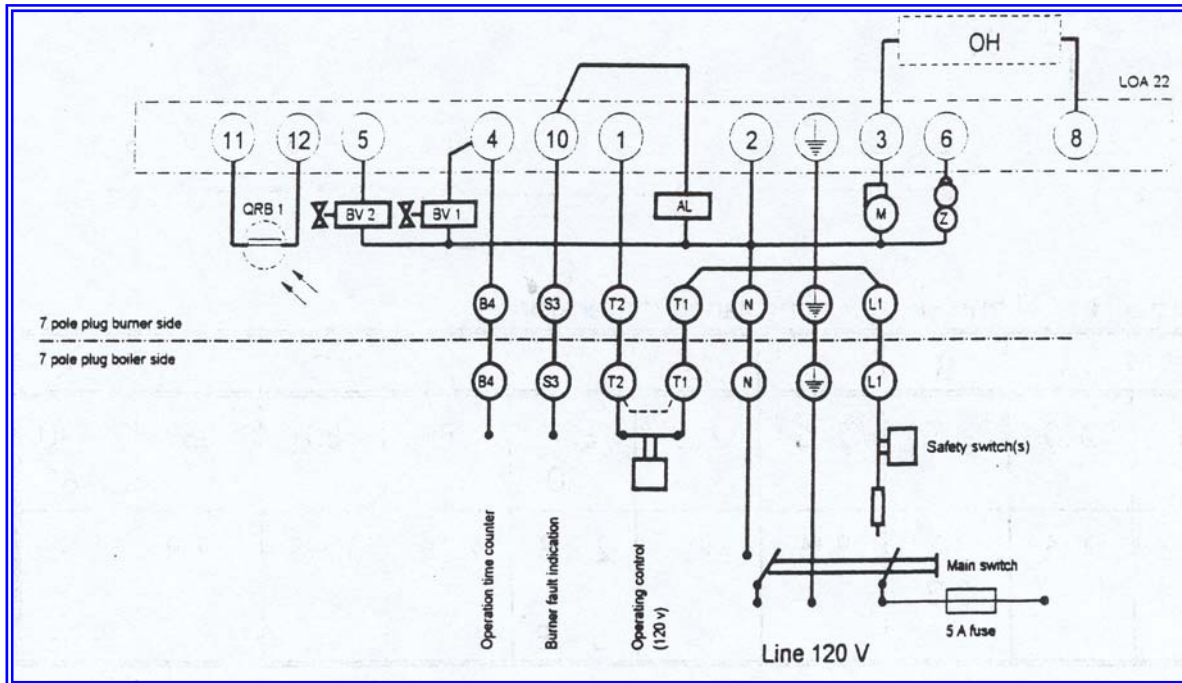 OH
LOA 22
11 12 5 4 10 1 2 3 6 8
QRB 1
BV 2 BV 1 AL M Z
B4 S3 T2 T1 N L1
7 pole plug burner side
7 pole plug boiler side
B4 S3 T2 T1 N L1
Safety switch(s)
Operation time counter
Burner fault indication
Operating control
(120 v)
Main switch
5 A fuse
Line 120 V